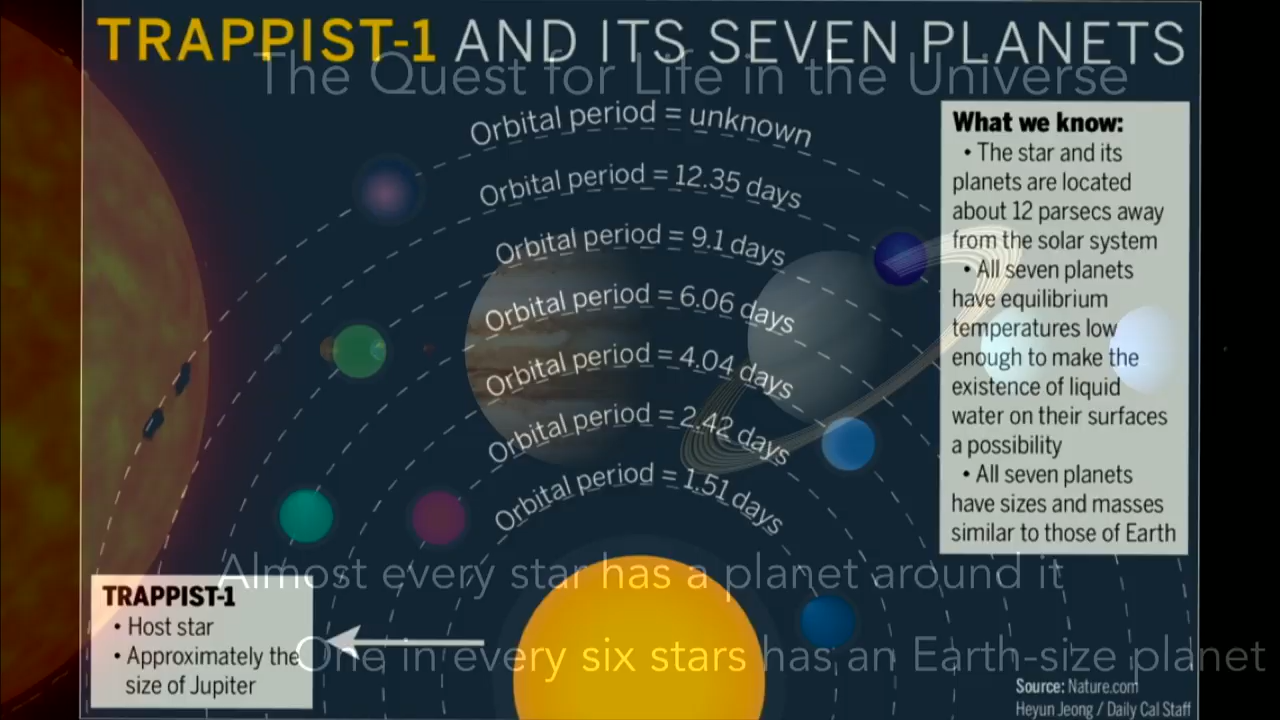 TRAPPIST-1 AND ITS SEVEN PLANETS
The Quest for Life in the Universe
Orbital period = unknown
Orbital period = 12.35 days
Orbital period = 9.1 days
Orbital period = 6.06 days
Orbital period = 4.04 days
Orbital period = 2.42 days
Orbital period = 1.51 days
What we know:
• The star and its
planets are located
about 12 parsecs away
from the solar system
• All seven planets
have equilibrium
temperatures low
enough to make the
existence of liquid
water on their surfaces
a possibility
• All seven planets
have sizes and masses
similar to those of Earth
Almost every star has a planet around it
TRAPPIST-1
• Host star
• Approximately the
size of Jupiter
One in every six stars has an Earth-size planet
Source: Nature.com
Heyun Jeong / Daily Cal Staff